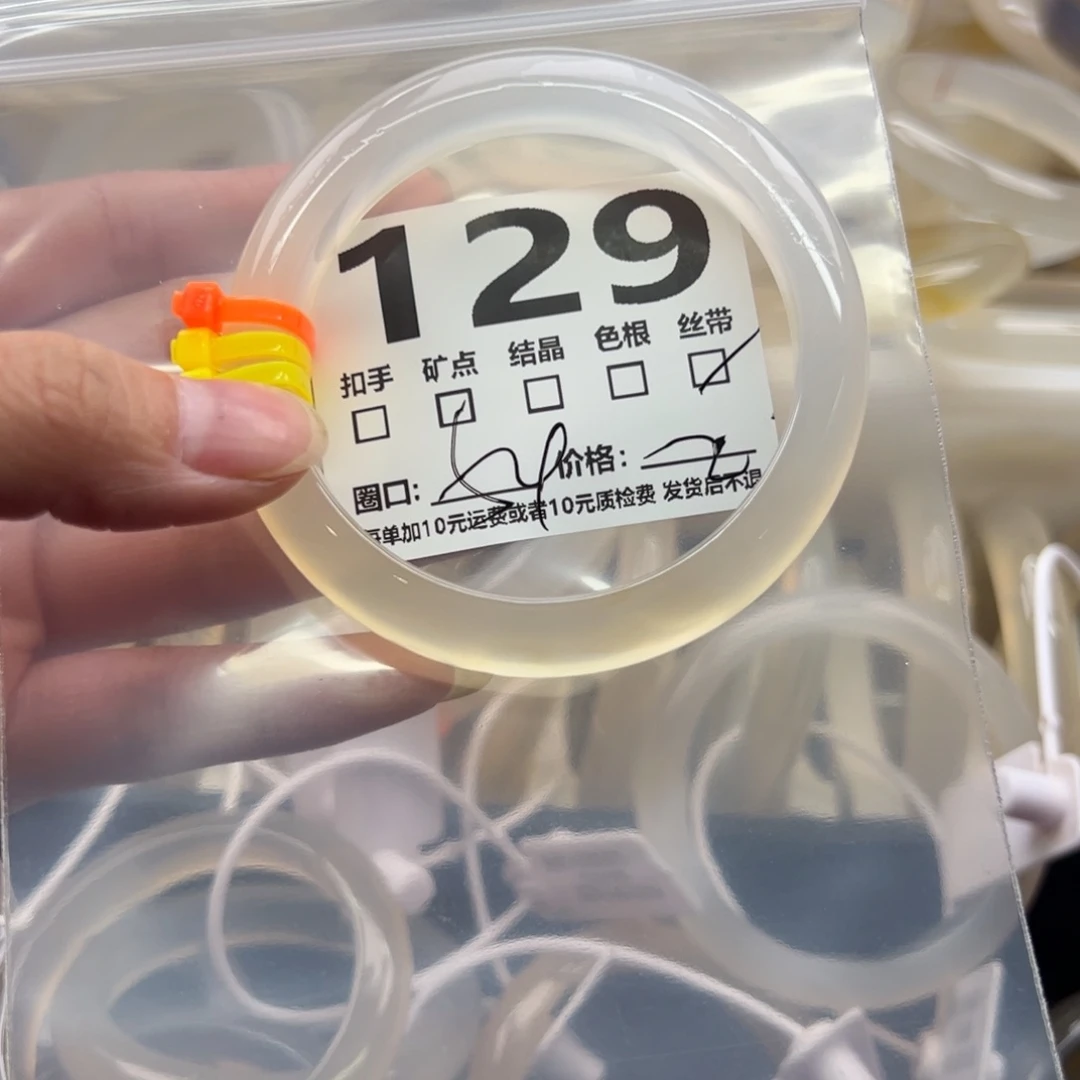 129
扣手 矿点 结晶 色根 丝带
圈口: 价格:
每单加10元运费或者10元质检费 发货后不退